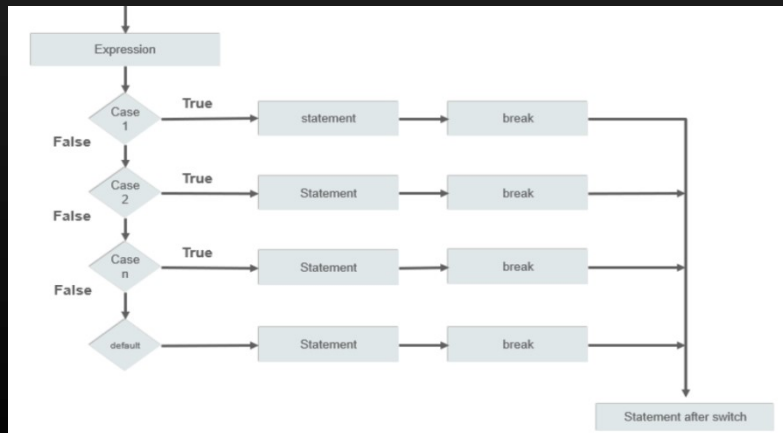 Expression
Case
1
True
statement
break
False
Case
2
True
Statement
break
False
Case
n
True
Statement
break
False
default
Statement
break
Statement after switch